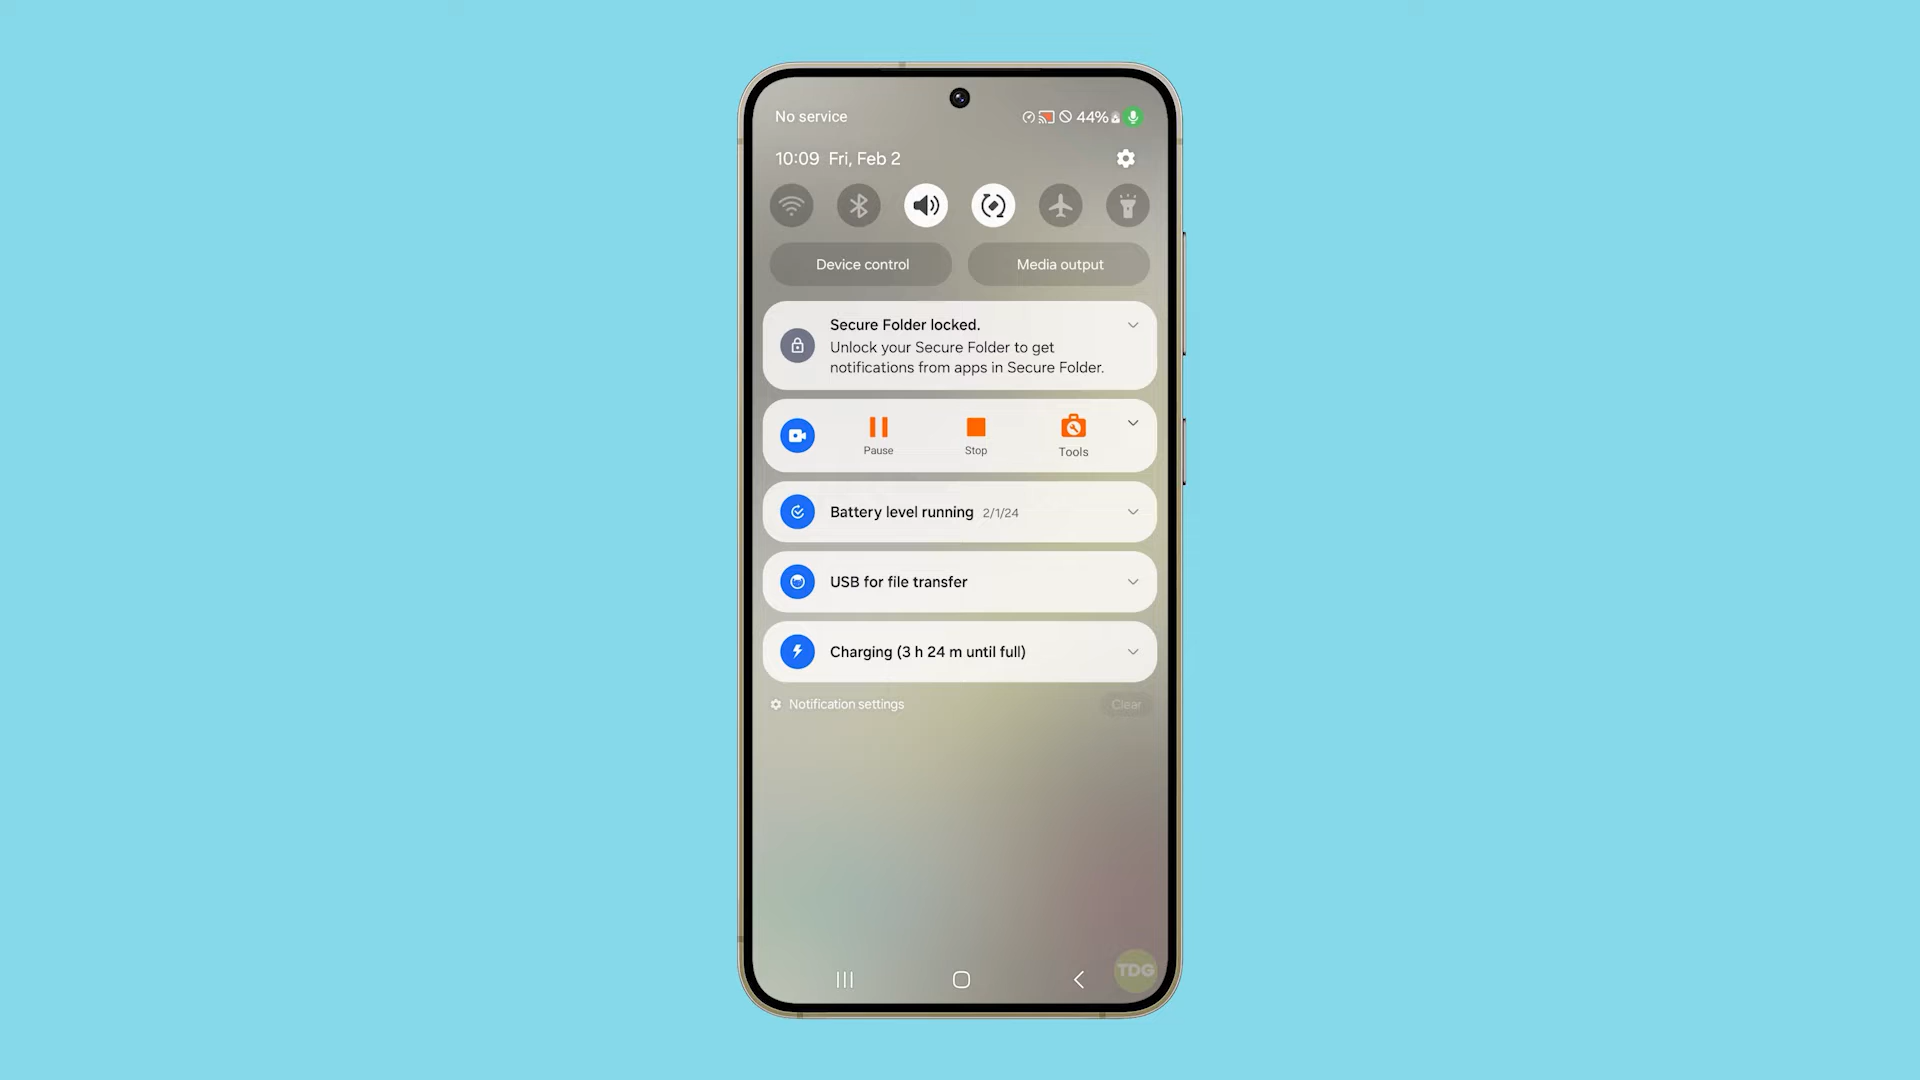 No service
44%
10:09 Fri, Feb 2
Device control
Media output
Secure Folder locked.
Unlock your Secure Folder to get
notifications from apps in Secure Folder.
Pause
Stop
Tools
Battery level running 2/1/24
USB for file transfer
Charging (3 h 24 m until full)
Notification settings
Clear
TDG